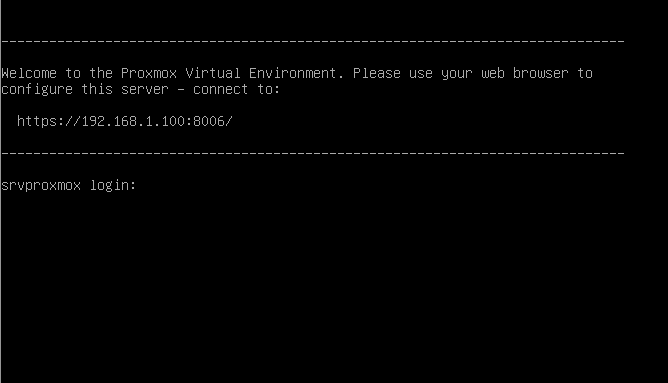 ------------------------------------------------------------------------------
Welcome to the Proxmox Virtual Environment. Please use your web browser to
configure this server - connect to:
https://192.168.1.100:8006/
------------------------------------------------------------------------------
srvproxmox login: